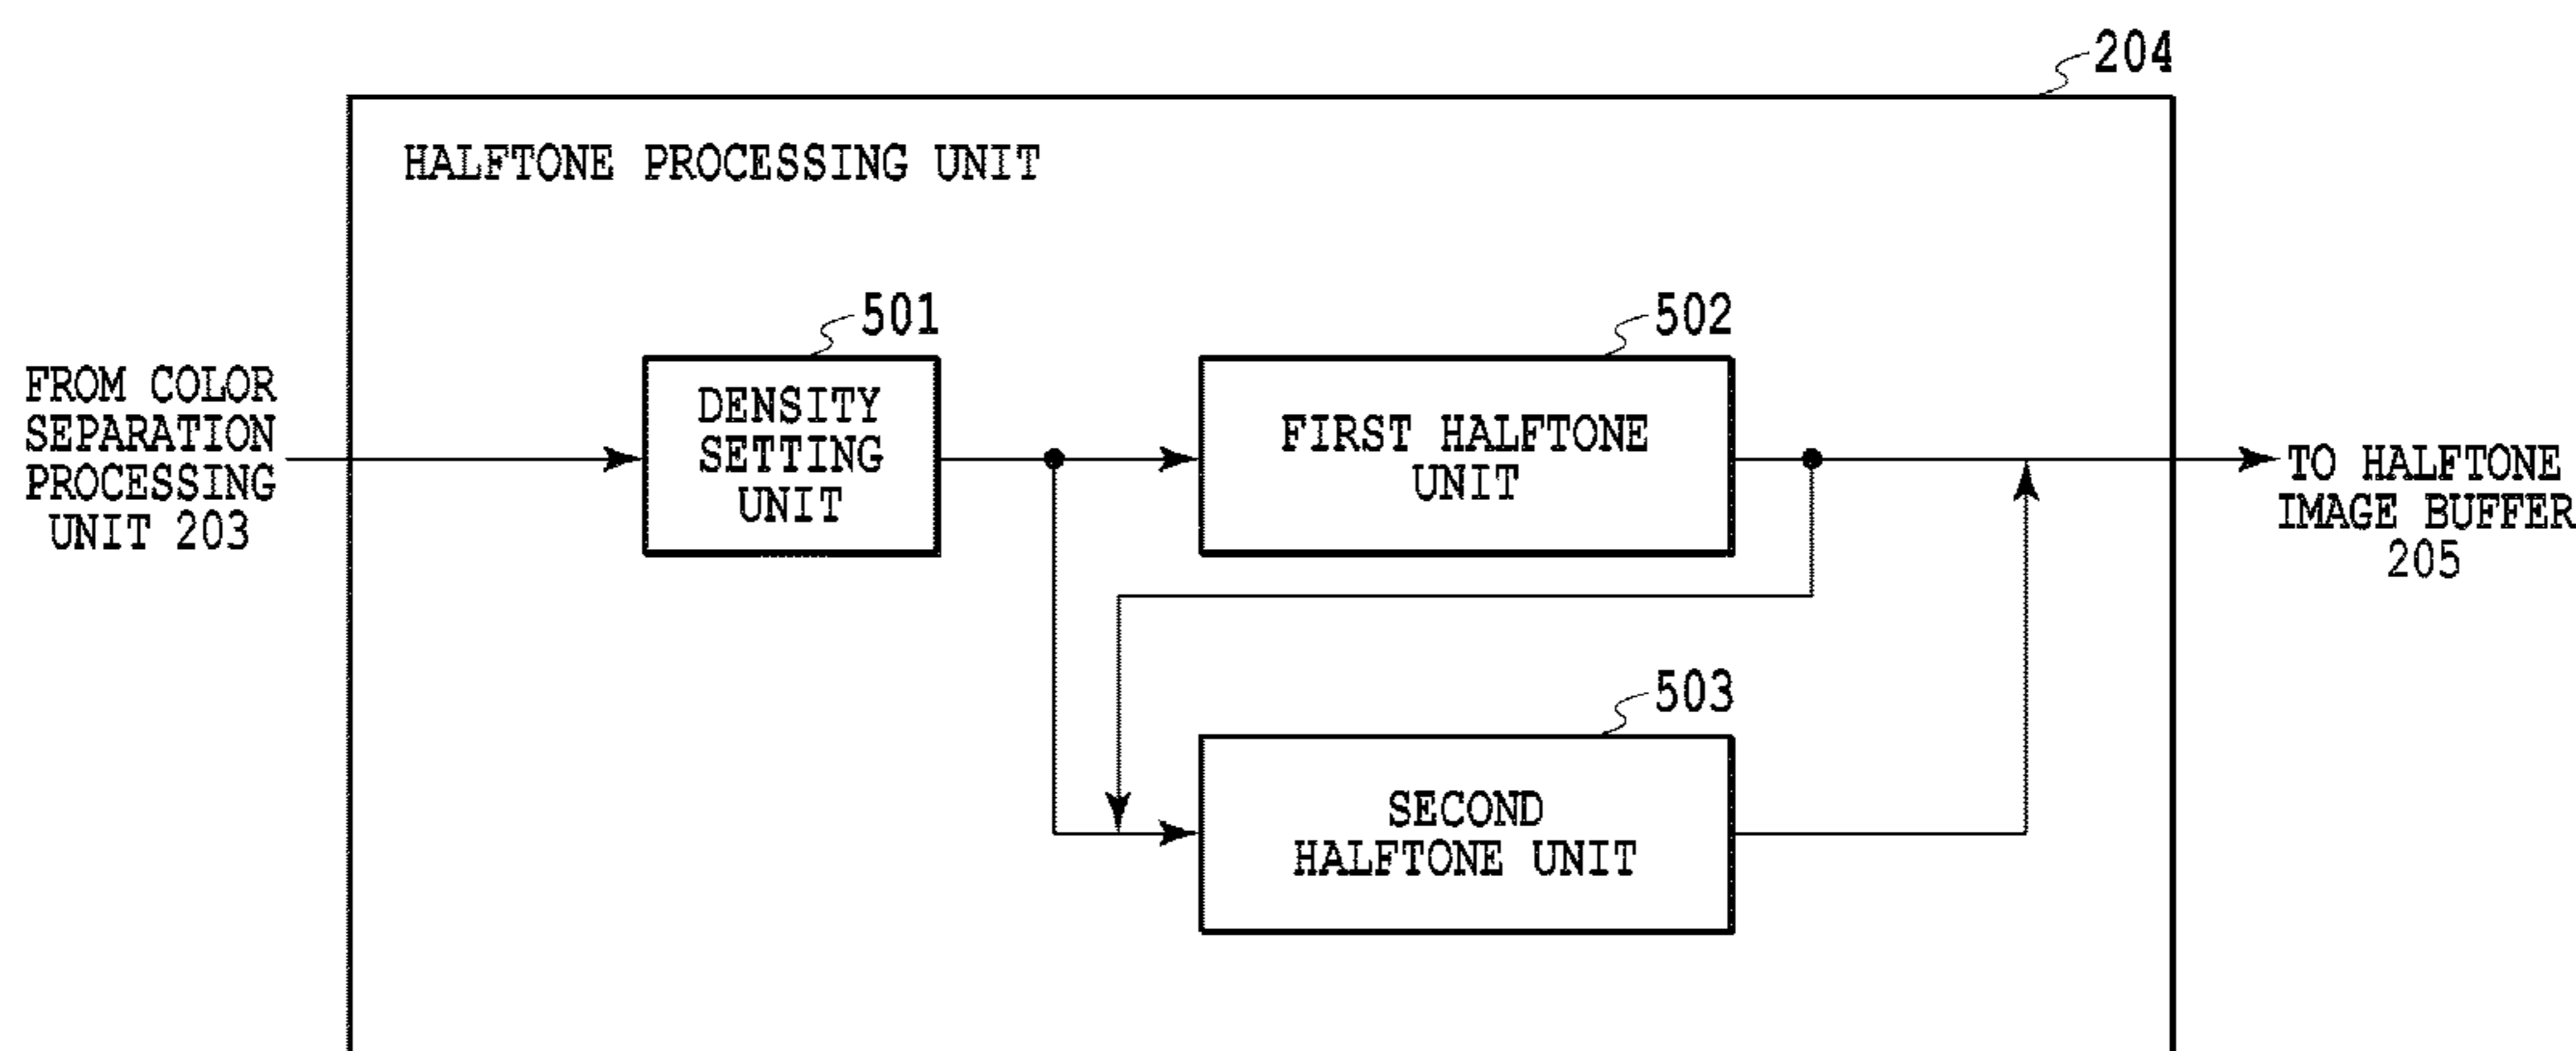 204
HALFTONE PROCESSING UNIT
501
502
FROM COLOR
SEPARATION
PROCESSING
UNIT 203
DENSITY
SETTING
UNIT
FIRST HALFTONE
UNIT
TO HALFTONE
IMAGE BUFFER
205
503
SECOND
HALFTONE UNIT